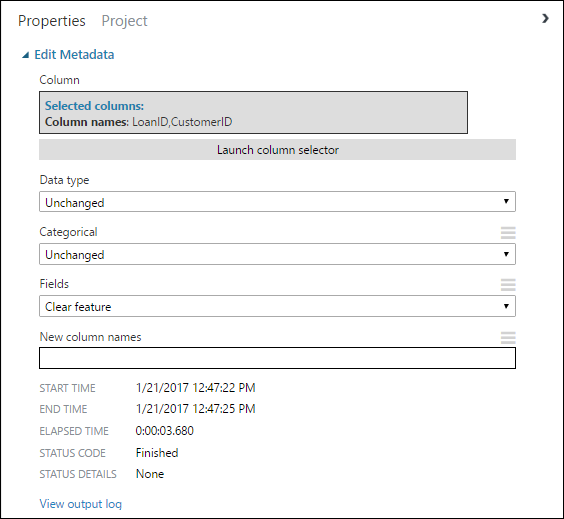 Properties Project
Edit Metadata
Column
Selected columns:
Column names: LoanID,CustomerID
Launch column selector
Data type
Unchanged
Categorical
Unchanged
Fields
Clear feature
New column names
START TIME 1/21/2017 12:47:22 PM
END TIME 1/21/2017 12:47:25 PM
ELAPSED TIME 0:00:03.680
STATUS CODE Finished
STATUS DETAILS None
View output log